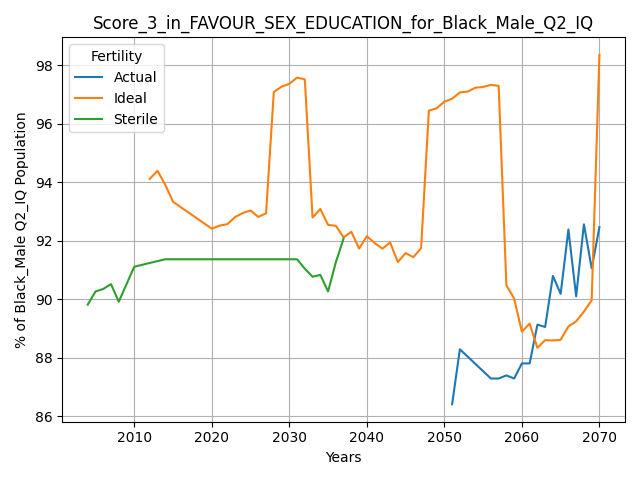 Score_3_in_FAVOUR_SEX_EDUCATION_for_Black_Male_Q2_IQ
Fertility
Actual
Ideal
Sterile
% of Black_Male Q2_IQ Population
98
96
94
92
90
88
86
2010
2020
2030
2040
2050
2060
2070
Years